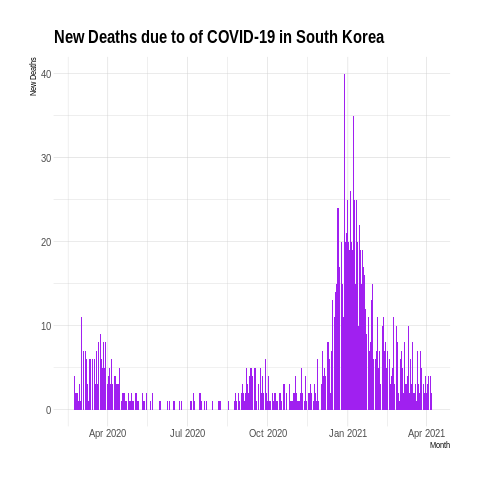 New Deaths due to of COVID-19 in South Korea
New Deaths
40
30
20
10
0
Apr 2020 Jul 2020 Oct 2020 Jan 2021 Apr 2021
Month